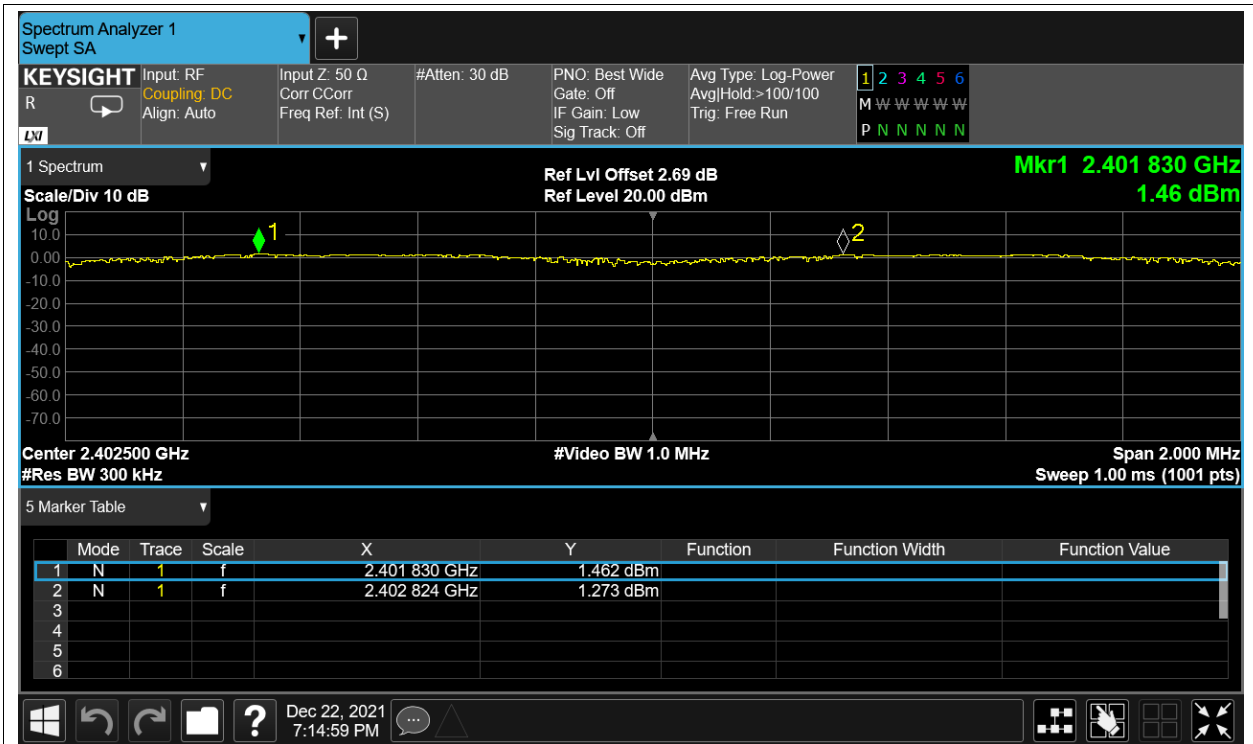 Spectrum Analyzer 1
Swept SA
+
KEYSIGHT Input: RF Input Z: 50 Ω #Atten: 30 dB PNO: Best Wide Avg Type: Log-Power 1 2 3 4 5 6
R Coupling: DC Corr CCorr Gate: Off Avg|Hold:>100/100 M W W W W W
Align: Auto Freq Ref: Int (S) IF Gain: Low Trig: Free Run
LXI Sig Track: Off P N N N N N
1 Spectrum Ref Lvl Offset 2.69 dB Mkr1 2.401 830 GHz
Scale/Div 10 dB Ref Level 20.00 dBm 1.46 dBm
Log
10.0
1 2
0.00
-10.0
-20.0
-30.0
-40.0
-50.0
-60.0
-70.0
Center 2.402500 GHz #Video BW 1.0 MHz Span 2.000 MHz
#Res BW 300 kHz Sweep 1.00 ms (1001 pts)
5 Marker Table
Mode Trace Scale X Y Function Function Width Function Value
1 N 1 f 2.401 830 GHz 1.462 dBm
2 N 1 f 2.402 824 GHz 1.273 dBm
3
4
5
6
? Dec 22, 2021
7:14:59 PM